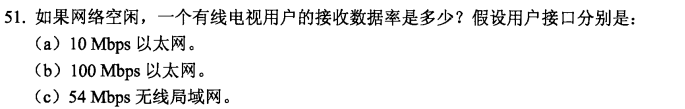 51. 如果网络空闲，一个有线电视用户的接收数据率是多少？假设用户接口分别是：
（a）10 Mbps 以太网。
（b）100 Mbps 以太网。
（c）54 Mbps 无线局域网。